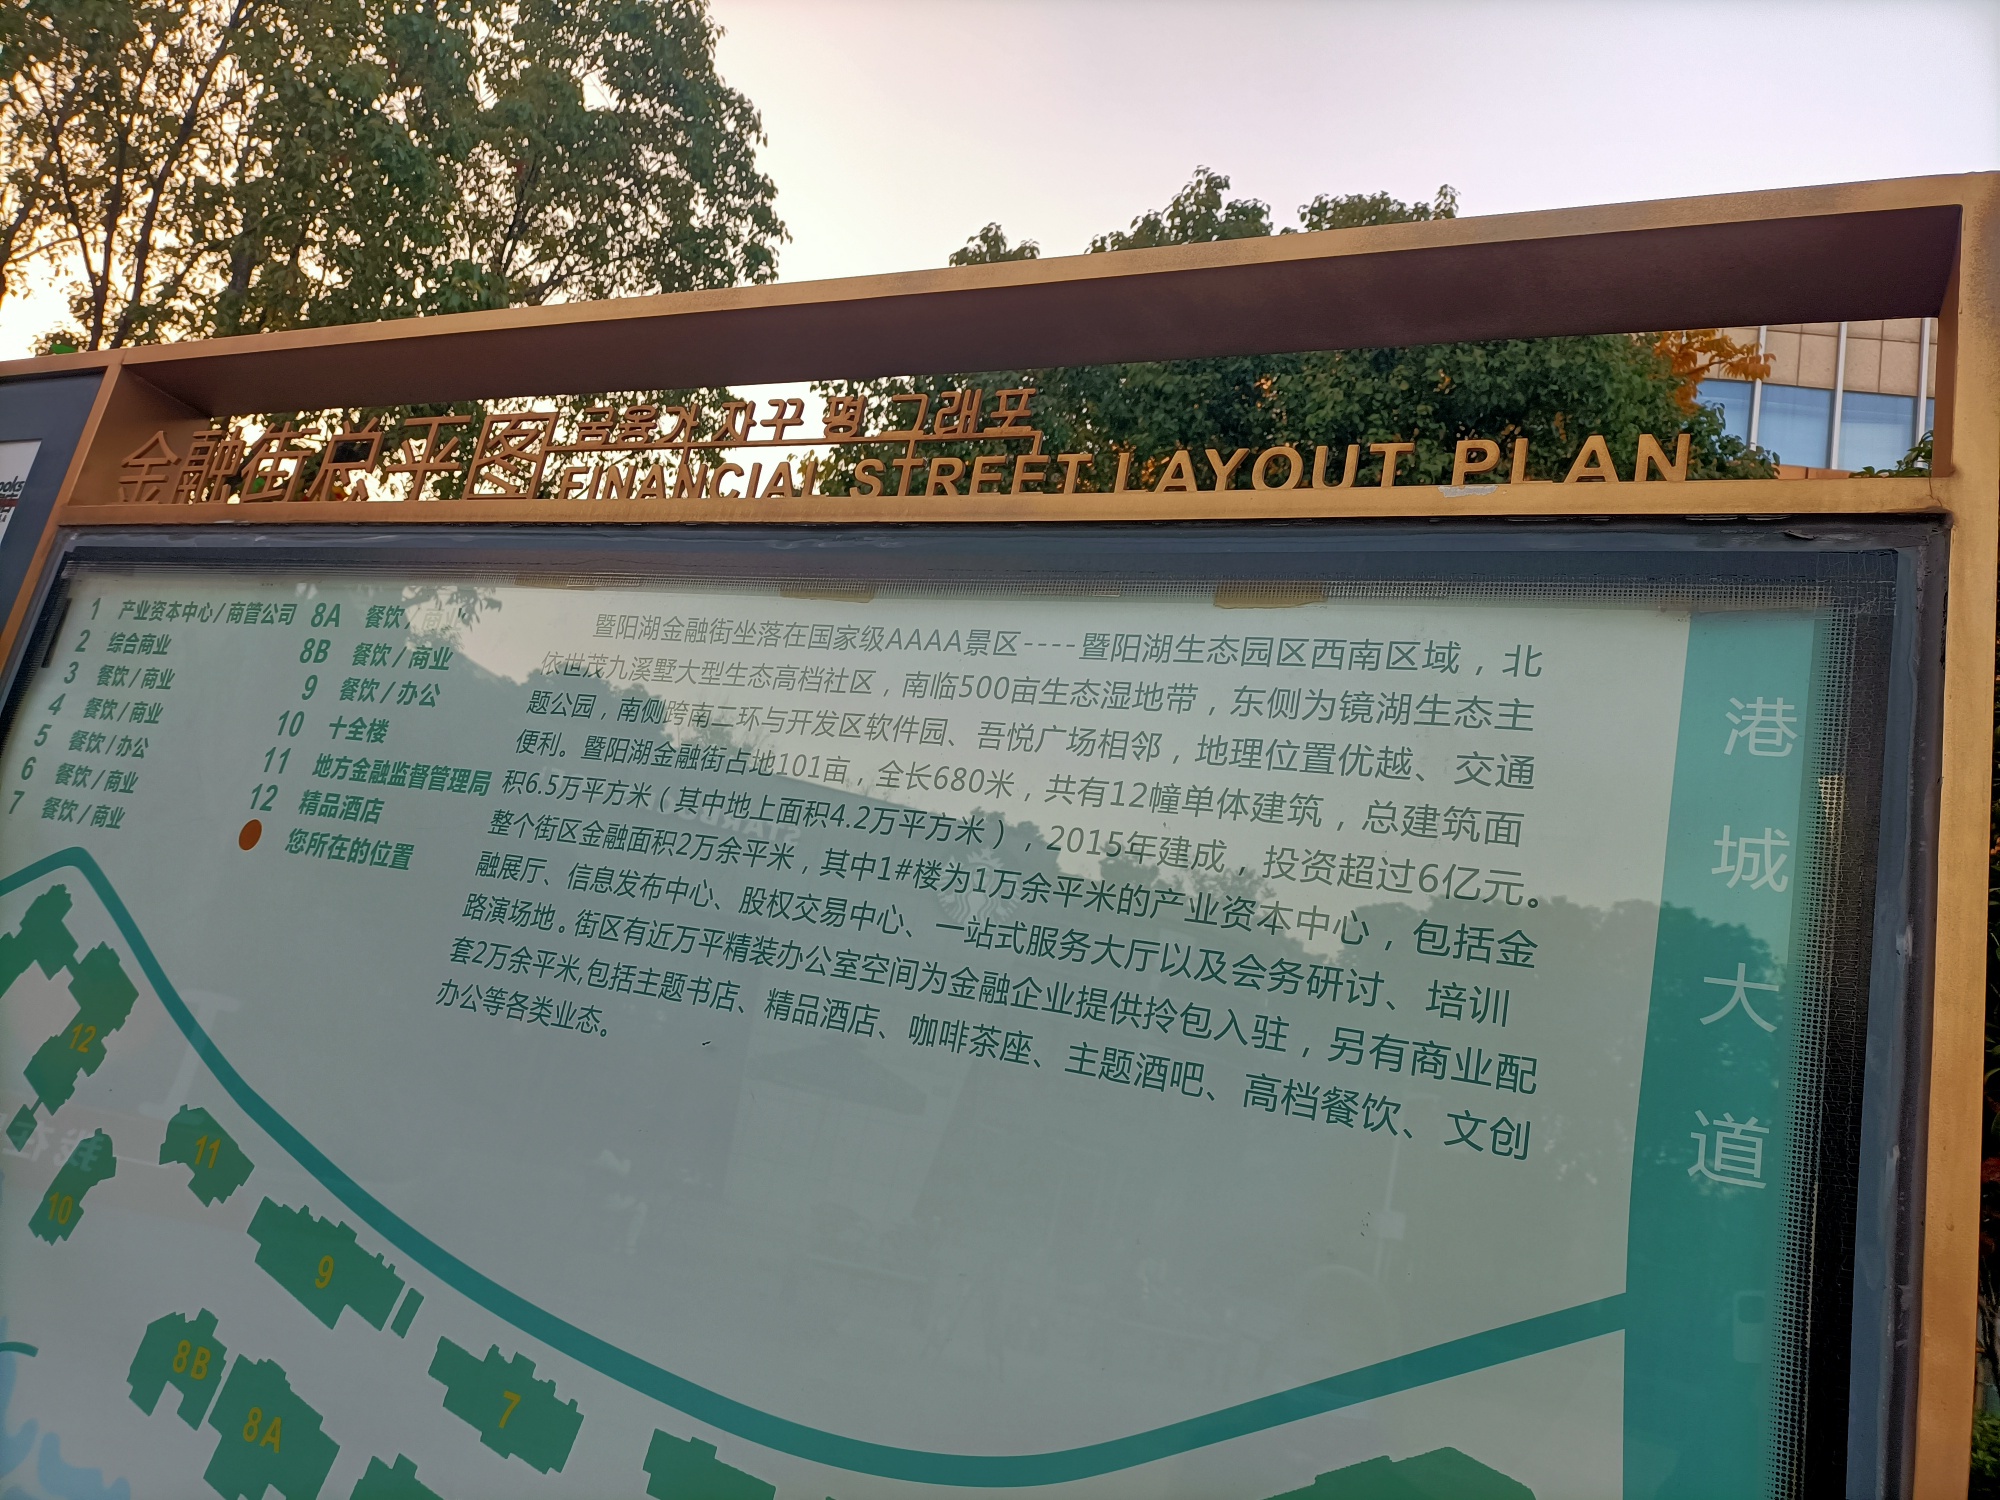 금융거 자꾸 평 그래프
金融街总平图
FINANCIAL STREET LAYOUT PLAN
1 产业资本中心/商管公司
2 综合商业
3 餐饮/商业
4 餐饮/商业
5 餐饮/办公
6 餐饮/商业
7 餐饮/商业
8A 餐饮/商业
8B 餐饮/商业
9 餐饮/办公
10 十全楼
11 地方金融监督管理局
12 精品酒店
您所在的位置
暨阳湖金融街坐落在国家级AAAA景区----暨阳湖生态园区西南区域，北
依世茂九溪墅大型生态高档社区，南临500亩生态湿地带，东侧为镜湖生态主
题公园，南侧跨南二环与开发区软件园、吾悦广场相邻，地理位置优越、交通
便利。暨阳湖金融街占地101亩，全长680米，共有12幢单体建筑，总建筑面
积6.5万平方米（其中地上面积4.2万平方米），2015年建成，投资超过6亿元。
整个街区金融面积2万余平米，其中1#楼为1万余平米的产业资本中心，包括金
融展厅、信息发布中心、股权交易中心、一站式服务大厅以及会务研讨、培训
路演场地。街区有近万平精装办公室空间为金融企业提供拎包入驻，另有商业配
套2万余平米,包括主题书店、精品酒店、咖啡茶座、主题酒吧、高档餐饮、文创
办公等各类业态。
港城大道
12
11
10
9
8B
8A
7